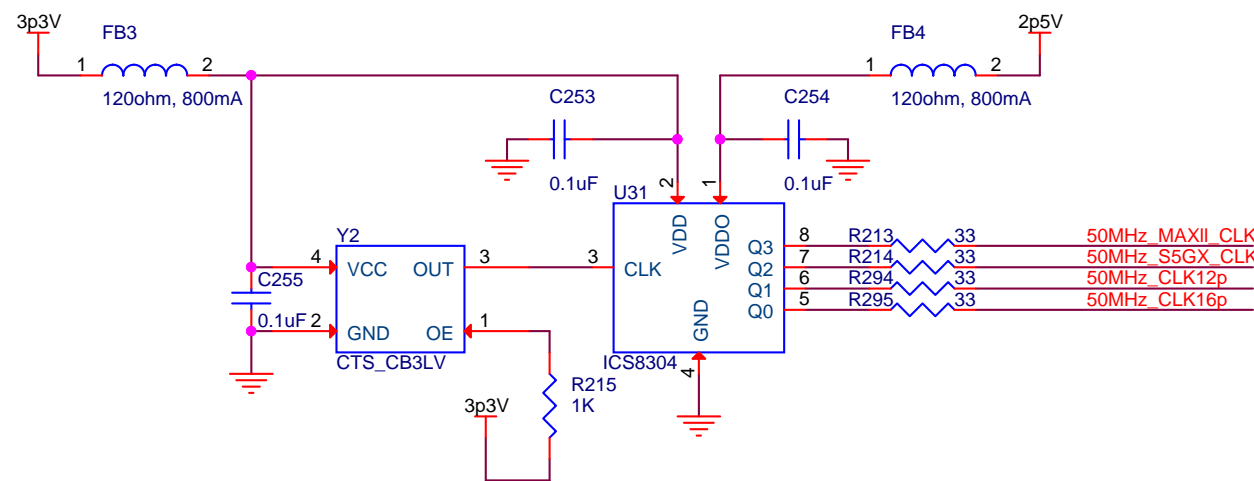 3p3V
FB3
1
2
120ohm, 800mA
FB4
2p5V
1
2
120ohm, 800mA
C253
0.1uF
C254
0.1uF
U31
2
1
VDD
VDDO
3
CLK
GND
4
ICS8304
Q3
8
R213
33
50MHz_MAXII_CLK
Q2
7
R214
33
50MHz_S5GX_CLK
Q1
6
R294
33
50MHz_CLK12p
Q0
5
R295
33
50MHz_CLK16p
Y2
4
VCC
OUT
3
C255
0.1uF
2
GND
OE
1
CTS_CB3LV
R215
1K
3p3V